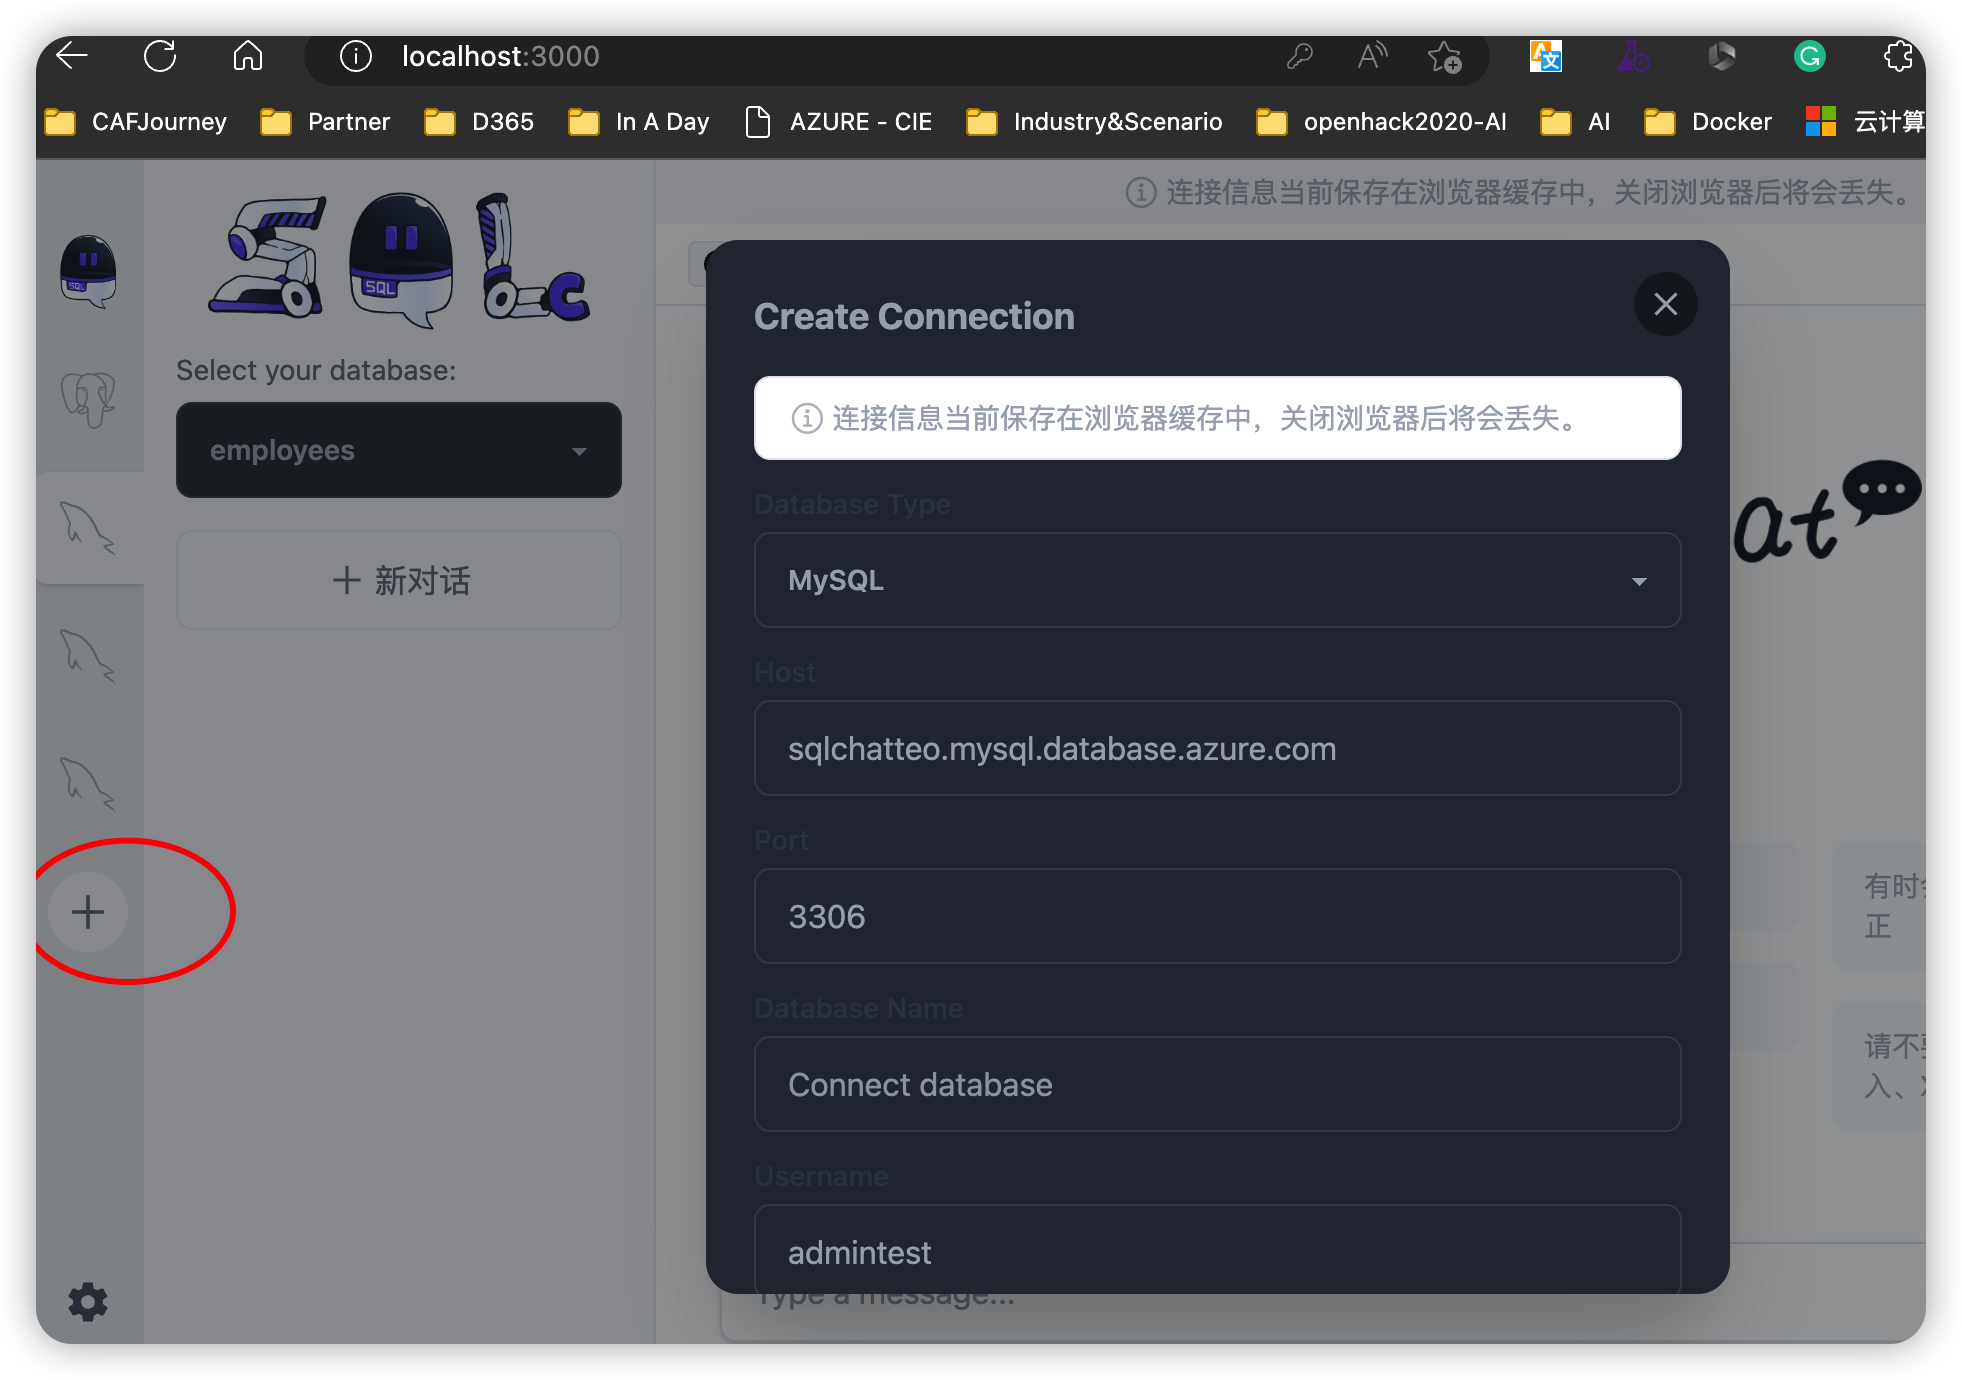 localhost:3000
CAFJourney
Partner
D365
In A Day
AZURE - CIE
Industry&Scenario
openhack2020-AI
AI
Docker
云计算
连接信息当前保存在浏览器缓存中，关闭浏览器后将会丢失。
SQL
SQL
Select your database:
employees
＋ 新对话
Create Connection
连接信息当前保存在浏览器缓存中，关闭浏览器后将会丢失。
Database Type
MySQL
Host
sqlchatteo.mysql.database.azure.com
Port
3306
Database Name
Connect database
Username
admintest
Type a message...
at
有时
正
请不
入、